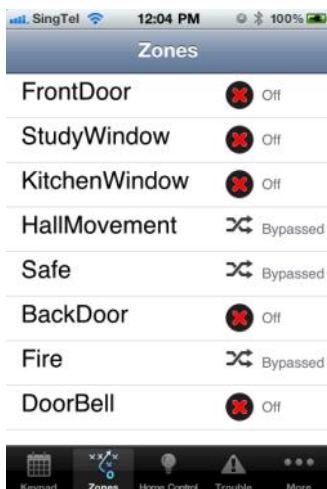 SingTel 12:04 PM 100%
Zones
FrontDoor Off
StudyWindow Off
KitchenWindow Off
HallMovement Bypassed
Safe Bypassed
BackDoor Off
Fire Bypassed
DoorBell Off
Keypad Zones Home Control Trouble More